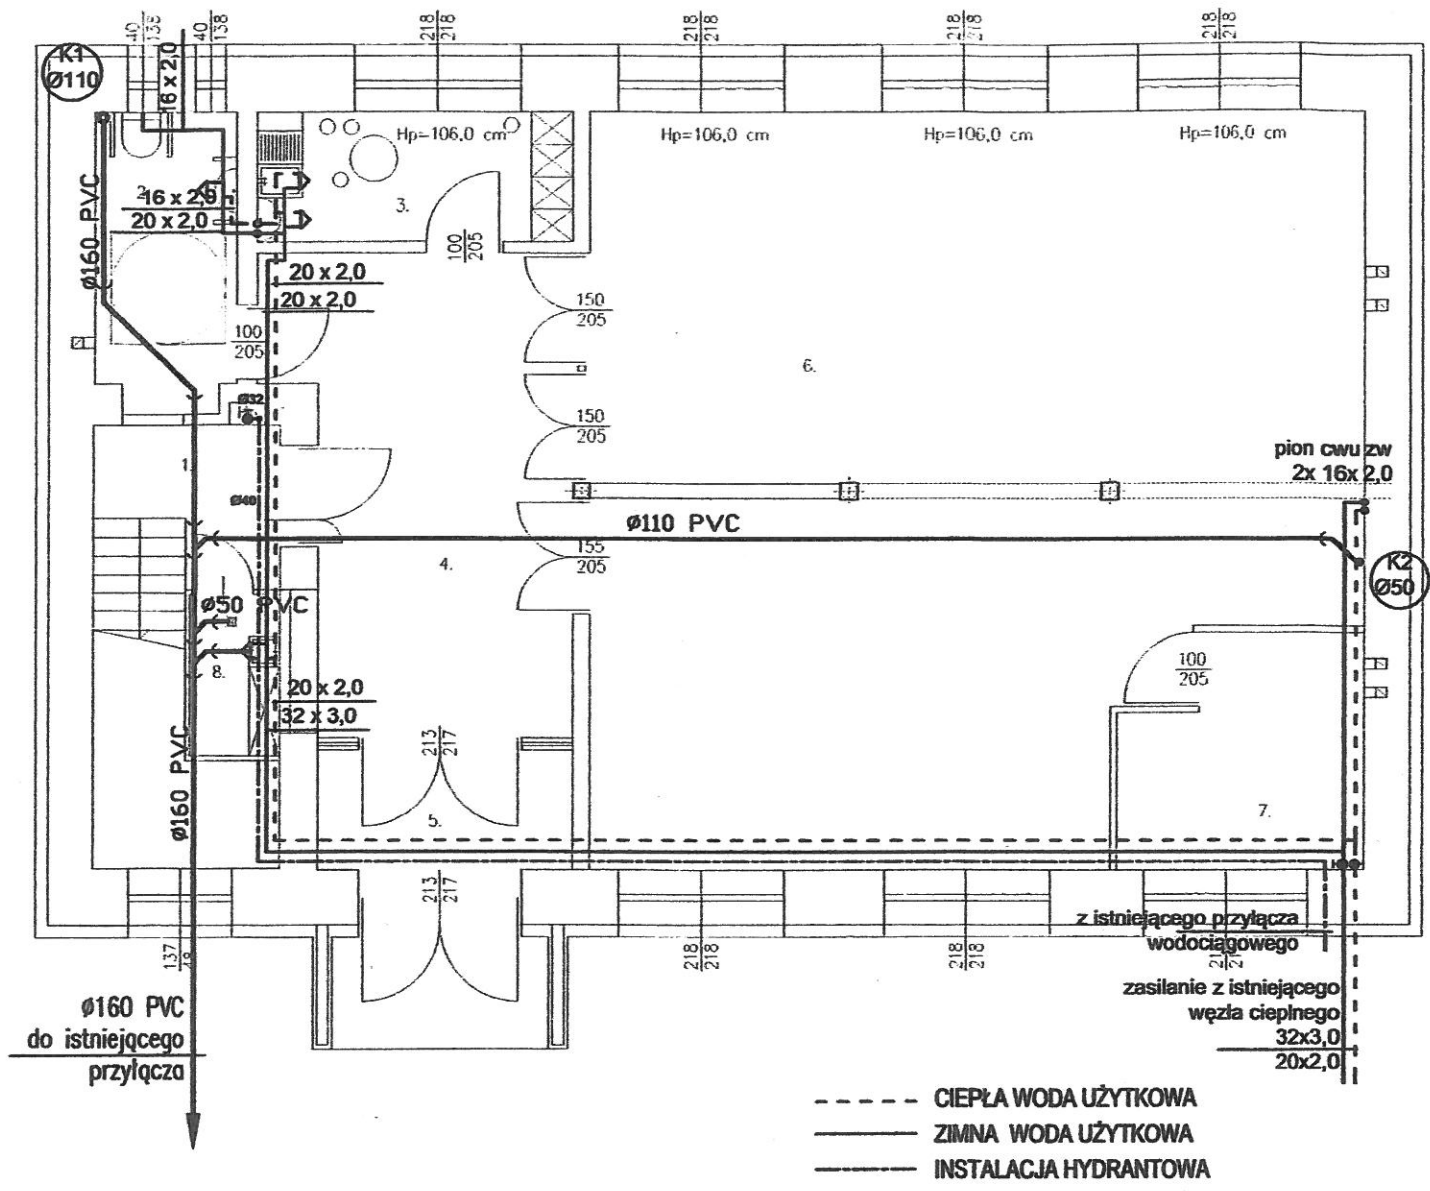 40
138
40
138
218
218
218
218
218
218
K1
Ø110
16 x 2,0
Hp=106,0 cm
Hp=106,0 cm
Hp=106,0 cm
Hp=106,0 cm
Ø160 PVC
2.
16 x 2,0
20 x 2,0
3.
100
205
20 x 2,0
20 x 2,0
150
205
100
205
6.
Ø32
150
205
pion cwu zw
2x 16x 2,0
1.
Ø40
Ø110 PVC
155
205
4.
K2
Ø50
Ø50 PVC
100
205
8.
20 x 2,0
32 x 3,0
Ø160 PVC
213
217
5.
7.
213
217
z istniejącego przyłącza
wodociągowego
137
218
218
218
218
zasilanie z istniejącego
węzła cieplnego
32x3,0
20x2,0
Ø160 PVC
do istniejącego
przyłącza
CIEPŁA WODA UŻYTKOWA
ZIMNA WODA UŻYTKOWA
INSTALACJA HYDRANTOWA